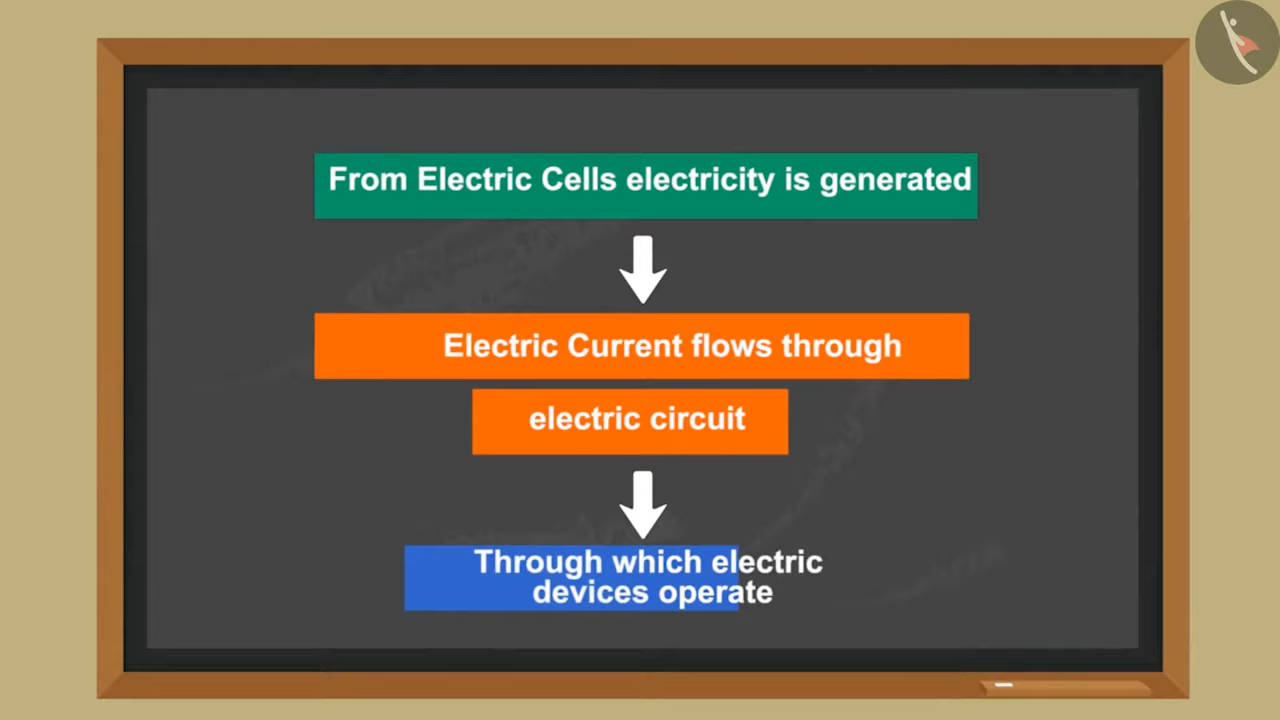 From Electric Cells electricity is generated
Electric Current flows through
electric circuit
Through which electric
devices operate